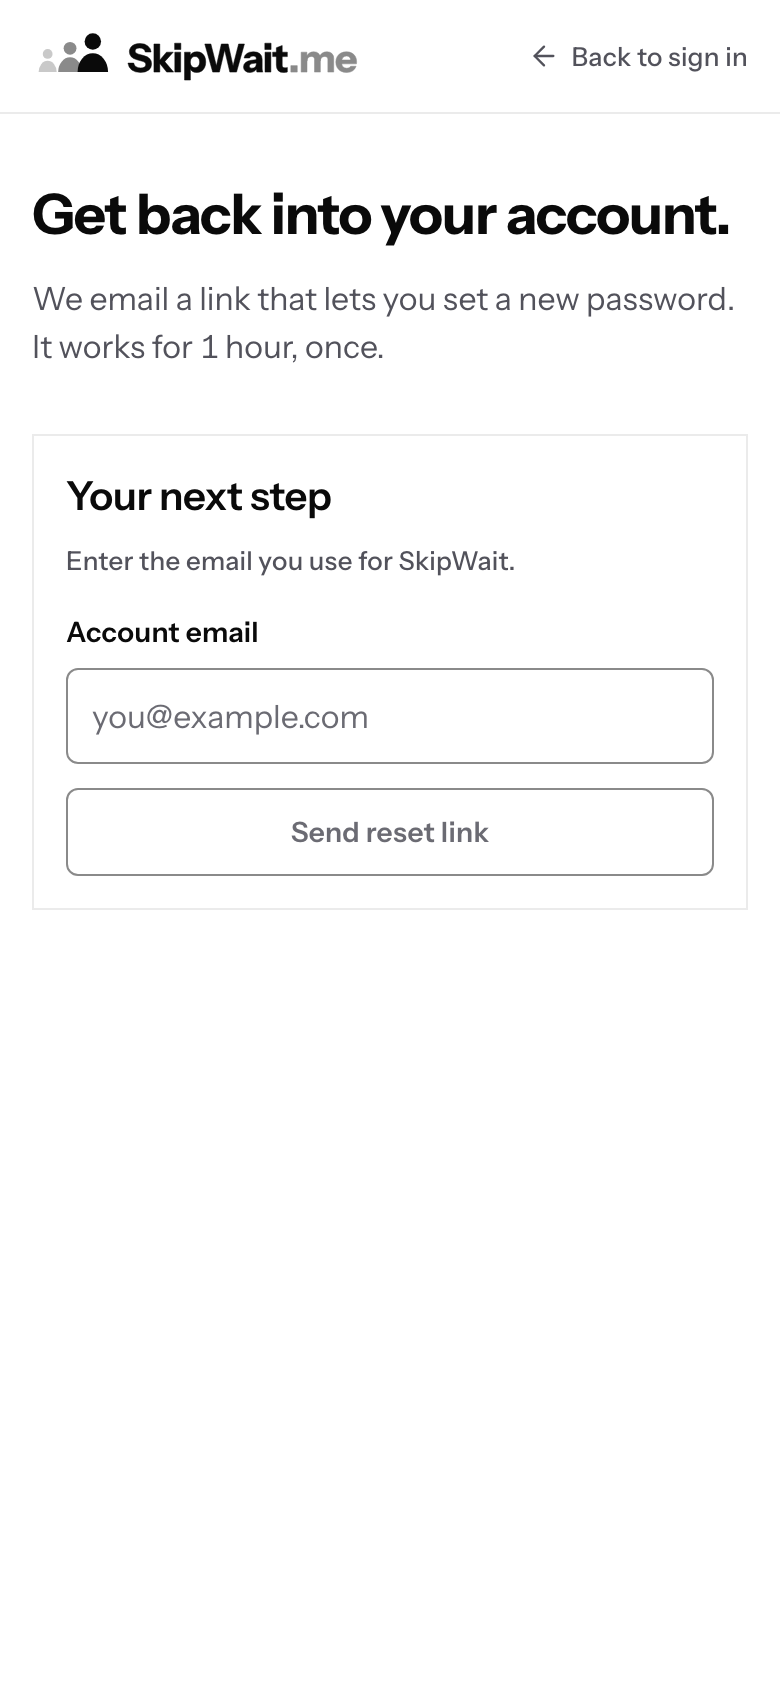 SkipWait.me
← Back to sign in
Get back into your account.
We email a link that lets you set a new password.
It works for 1 hour, once.
Your next step
Enter the email you use for SkipWait.
Account email
you@example.com
Send reset link